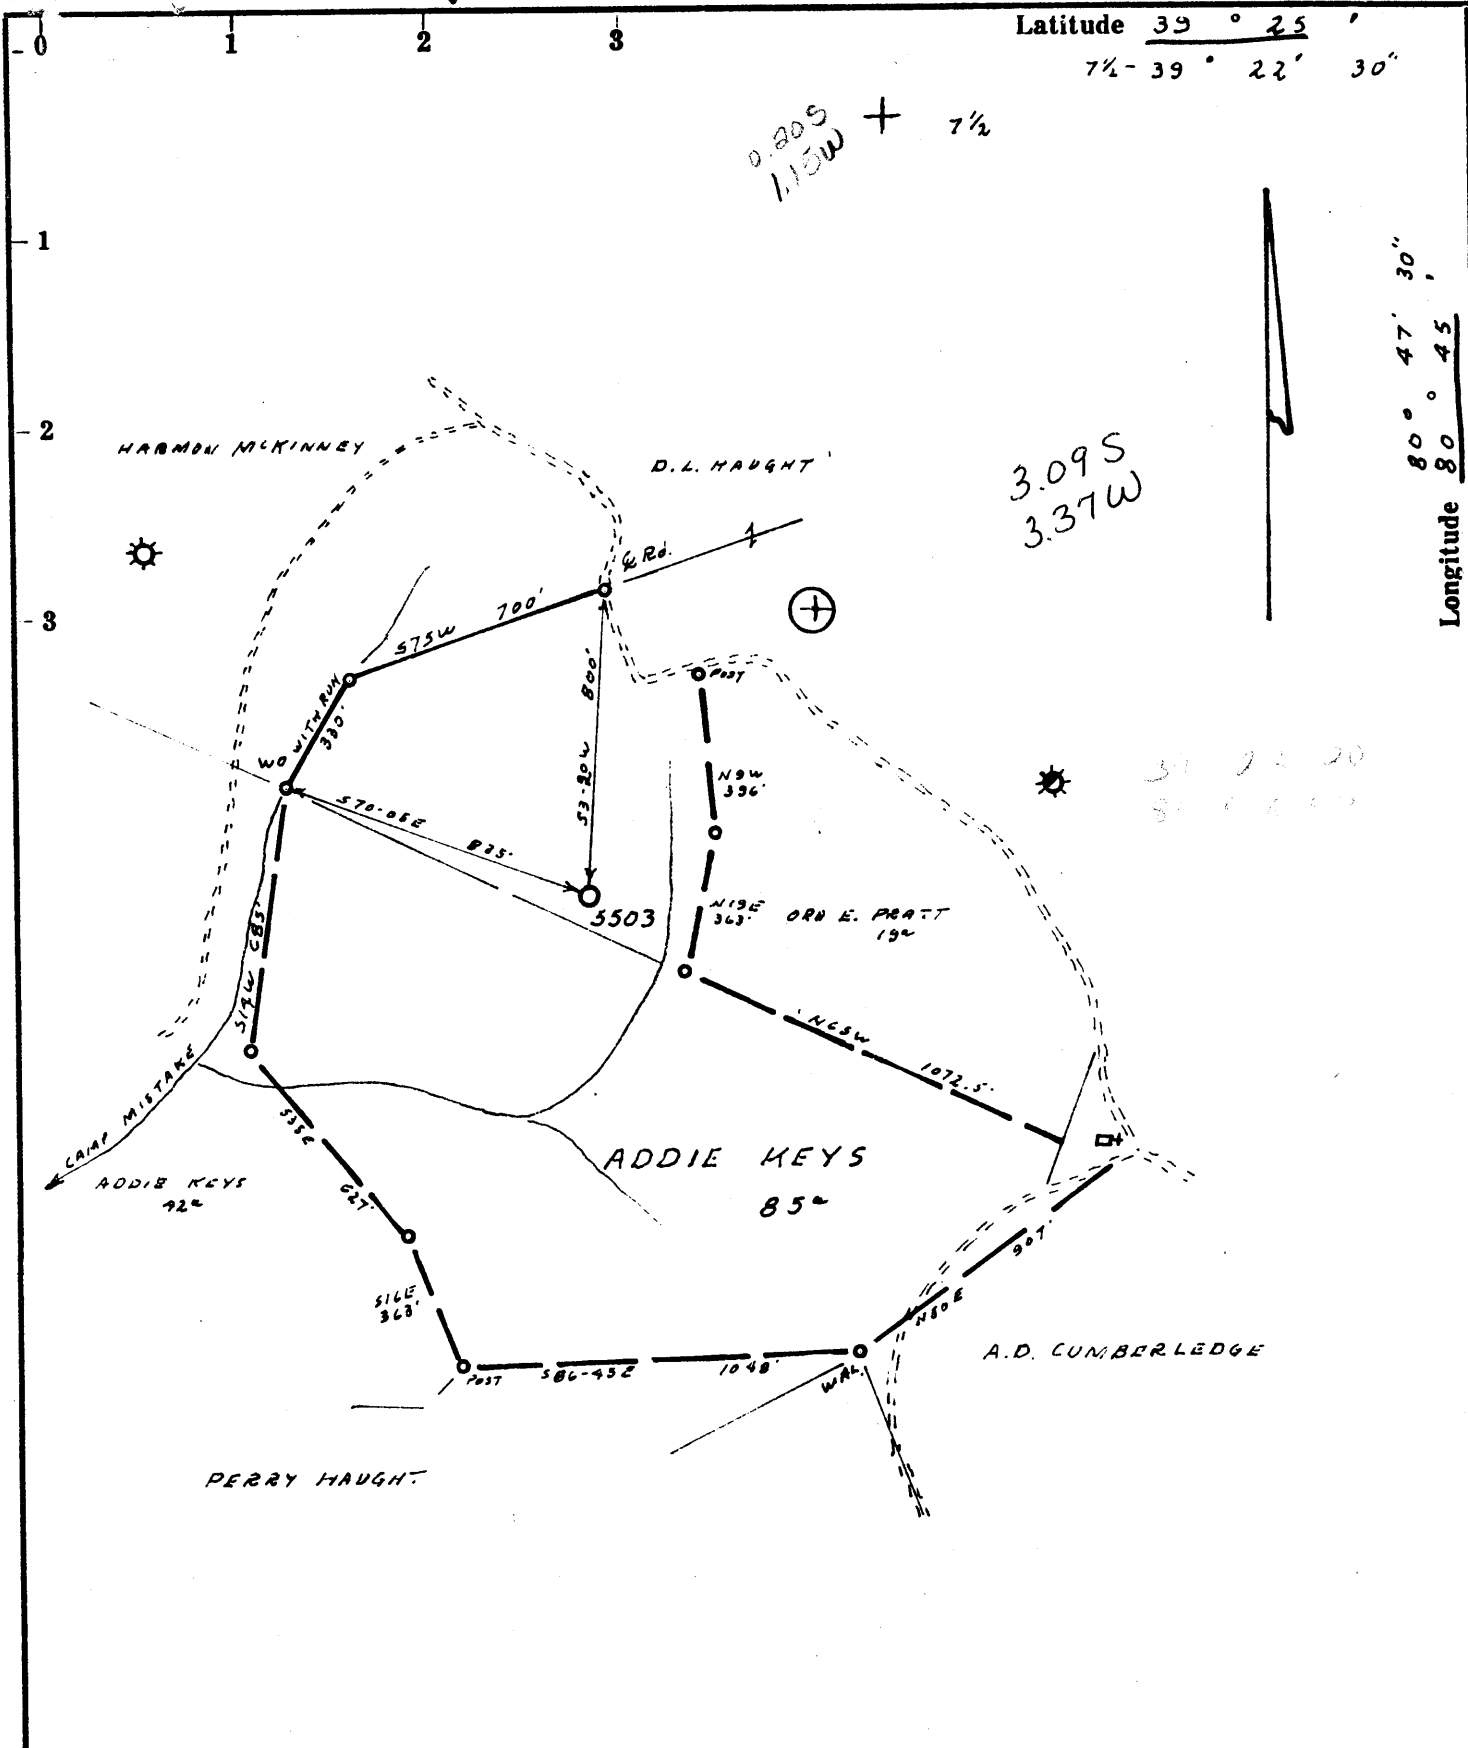 0 1 2 3
Latitude 39 ° 25 '
7½- 39 ° 22' 30"
0.20S
1.15W
7½
1
80° 47' 30"
Longitude 80 ° 45 '
2
HARMON McKINNEY
D.L. HAUGHT
3.09 S
3.37 W
℄ Rd.
3
S75W 700'
POST
WITH RUN
330'
WO
800'
S3-20W
N9W
396'
S70-05E 825'
5503
N19E
363'
ORA E. PRATT
19a
S14W 685'
N65W 1072.5'
CAMP MISTAKE
S35E 627'
ADDIE KEYS
42a
ADDIE KEYS
85a
907'
N50E
S16E
363'
A.D. CUMBERLEDGE
POST S86-45E 1048' WAL.
PERRY HAUGHT